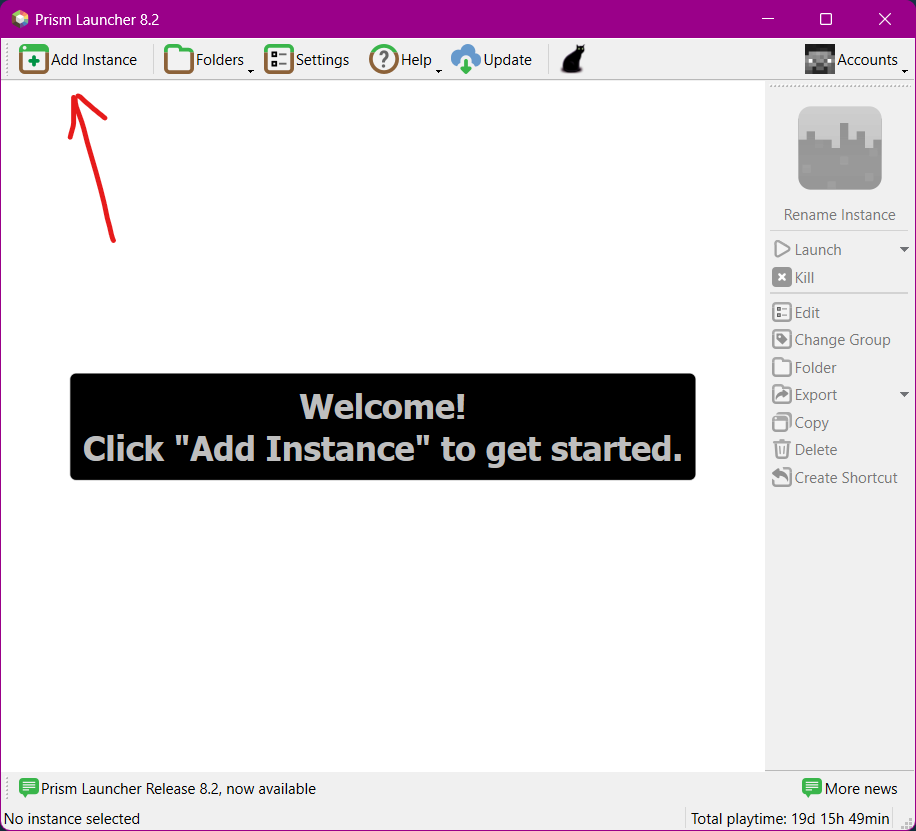 Prism Launcher 8.2
Add Instance
Folders
Settings
Help
Update
Accounts
Rename Instance
Launch
Kill
Edit
Change Group
Folder
Export
Copy
Delete
Create Shortcut
Welcome!
Click "Add Instance" to get started.
Prism Launcher Release 8.2, now available
More news
No instance selected
Total playtime: 19d 15h 49min